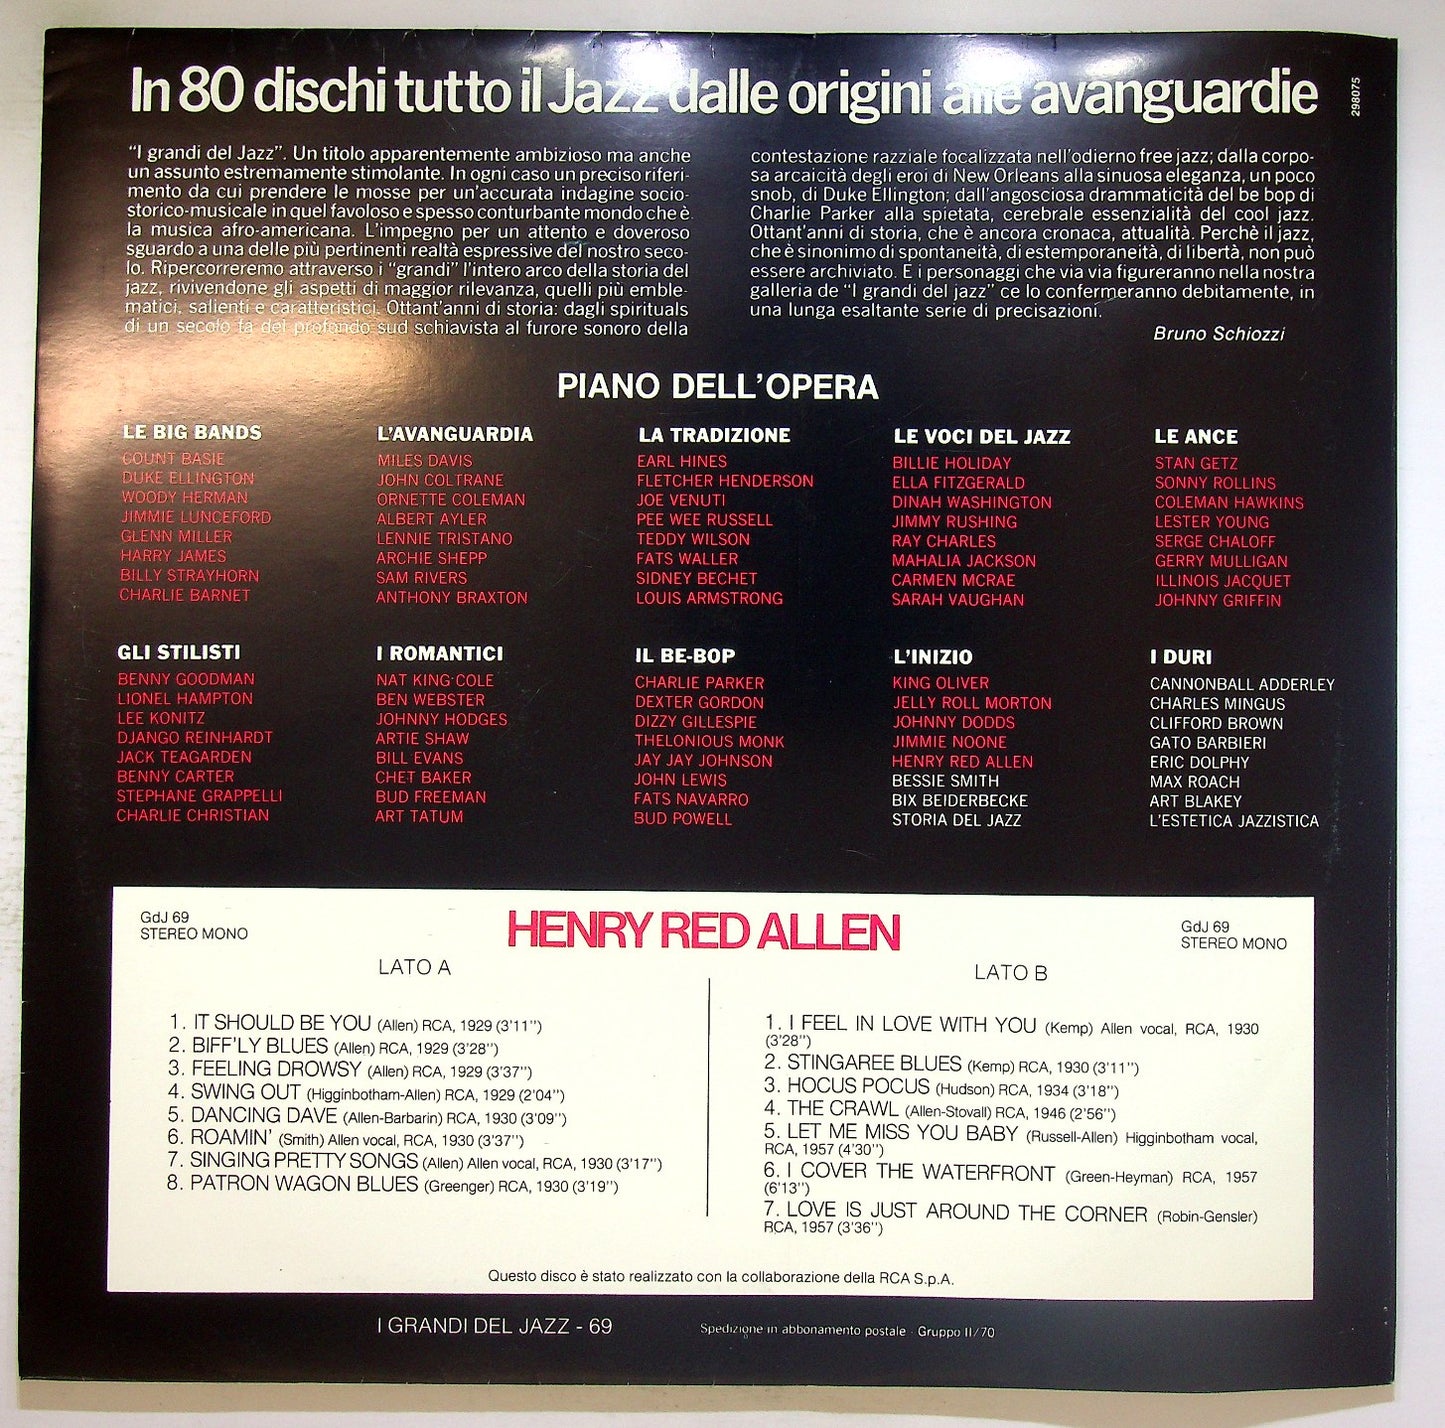 In 80 dischi tutto il Jazz dalle origini alle avanguardie
298075
“I grandi del Jazz”. Un titolo apparentemente ambizioso ma anche
un assunto estremamente stimolante. In ogni caso un preciso riferi-
mento da cui prendere le mosse per un’accurata indagine socio-
storico-musicale in quel favoloso e spesso conturbante mondo che è
la musica afro-americana. L’impegno per un attento e doveroso
sguardo a una delle più pertinenti realtà espressive del nostro seco-
lo. Ripercorreremo attraverso i “grandi” l’intero arco della storia del
jazz, rivivendone gli aspetti di maggior rilevanza, quelli più emble-
matici, salienti e caratteristici. Ottant’anni di storia: dagli spirituals
di un secolo fa del profondo sud schiavista al furore sonoro della
contestazione razziale focalizzata nell’odierno free jazz; dalla corpo-
sa arcaicità degli eroi di New Orleans alla sinuosa eleganza, un poco
snob, di Duke Ellington; dall’angosciosa drammaticità del be bop di
Charlie Parker alla spietata, cerebrale essenzialità del cool jazz.
Ottant’anni di storia, che è ancora cronaca, attualità. Perchè il jazz,
che è sinonimo di spontaneità, di estemporaneità, di libertà, non può
essere archiviato. E i personaggi che via via figureranno nella nostra
galleria de “I grandi del jazz” ce lo confermeranno debitamente, in
una lunga esaltante serie di precisazioni.
Bruno Schiozzi
PIANO DELL’OPERA
LE BIG BANDS
COUNT BASIE
DUKE ELLINGTON
WOODY HERMAN
JIMMIE LUNCEFORD
GLENN MILLER
HARRY JAMES
BILLY STRAYHORN
CHARLIE BARNET
L’AVANGUARDIA
MILES DAVIS
JOHN COLTRANE
ORNETTE COLEMAN
ALBERT AYLER
LENNIE TRISTANO
ARCHIE SHEPP
SAM RIVERS
ANTHONY BRAXTON
LA TRADIZIONE
EARL HINES
FLETCHER HENDERSON
JOE VENUTI
PEE WEE RUSSELL
TEDDY WILSON
FATS WALLER
SIDNEY BECHET
LOUIS ARMSTRONG
LE VOCI DEL JAZZ
BILLIE HOLIDAY
ELLA FITZGERALD
DINAH WASHINGTON
JIMMY RUSHING
RAY CHARLES
MAHALIA JACKSON
CARMEN MCRAE
SARAH VAUGHAN
LE ANCE
STAN GETZ
SONNY ROLLINS
COLEMAN HAWKINS
LESTER YOUNG
SERGE CHALOFF
GERRY MULLIGAN
ILLINOIS JACQUET
JOHNNY GRIFFIN
GLI STILISTI
BENNY GOODMAN
LIONEL HAMPTON
LEE KONITZ
DJANGO REINHARDT
JACK TEAGARDEN
BENNY CARTER
STEPHANE GRAPPELLI
CHARLIE CHRISTIAN
I ROMANTICI
NAT KING-COLE
BEN WEBSTER
JOHNNY HODGES
ARTIE SHAW
BILL EVANS
CHET BAKER
BUD FREEMAN
ART TATUM
IL BE-BOP
CHARLIE PARKER
DEXTER GORDON
DIZZY GILLESPIE
THELONIOUS MONK
JAY JAY JOHNSON
JOHN LEWIS
FATS NAVARRO
BUD POWELL
L’INIZIO
KING OLIVER
JELLY ROLL MORTON
JOHNNY DODDS
JIMMIE NOONE
HENRY RED ALLEN
BESSIE SMITH
BIX BEIDERBECKE
STORIA DEL JAZZ
I DURI
CANNONBALL ADDERLEY
CHARLES MINGUS
CLIFFORD BROWN
GATO BARBIERI
ERIC DOLPHY
MAX ROACH
ART BLAKEY
L’ESTETICA JAZZISTICA
GdJ 69
STEREO MONO
HENRY RED ALLEN
GdJ 69
STEREO MONO
LATO A
1. IT SHOULD BE YOU (Allen) RCA, 1929 (3’11’’)
2. BIFF’LY BLUES (Allen) RCA, 1929 (3’28’’)
3. FEELING DROWSY (Allen) RCA, 1929 (3’37’’)
4. SWING OUT (Higginbotham-Allen) RCA, 1929 (2’04’’)
5. DANCING DAVE (Allen-Barbarin) RCA, 1930 (3’09’’)
6. ROAMIN’ (Smith) Allen vocal, RCA, 1930 (3’37’’)
7. SINGING PRETTY SONGS (Allen) Allen vocal, RCA, 1930 (3’17’’)
8. PATRON WAGON BLUES (Greenger) RCA, 1930 (3’19’’)
LATO B
1. I FEEL IN LOVE WITH YOU (Kemp) Allen vocal, RCA, 1930
(3’28’’)
2. STINGAREE BLUES (Kemp) RCA, 1930 (3’11’’)
3. HOCUS POCUS (Hudson) RCA, 1934 (3’18’’)
4. THE CRAWL (Allen-Stovall) RCA, 1946 (2’56’’)
5. LET ME MISS YOU BABY (Russell-Allen) Higginbotham vocal,
RCA, 1957 (4’30’’)
6. I COVER THE WATERFRONT (Green-Heyman) RCA, 1957
(6’13’’)
7. LOVE IS JUST AROUND THE CORNER (Robin-Gensler)
RCA, 1957 (3’36’’)
Questo disco è stato realizzato con la collaborazione della RCA S.p.A.
I GRANDI DEL JAZZ - 69
Spedizione in abbonamento postale - Gruppo II/70